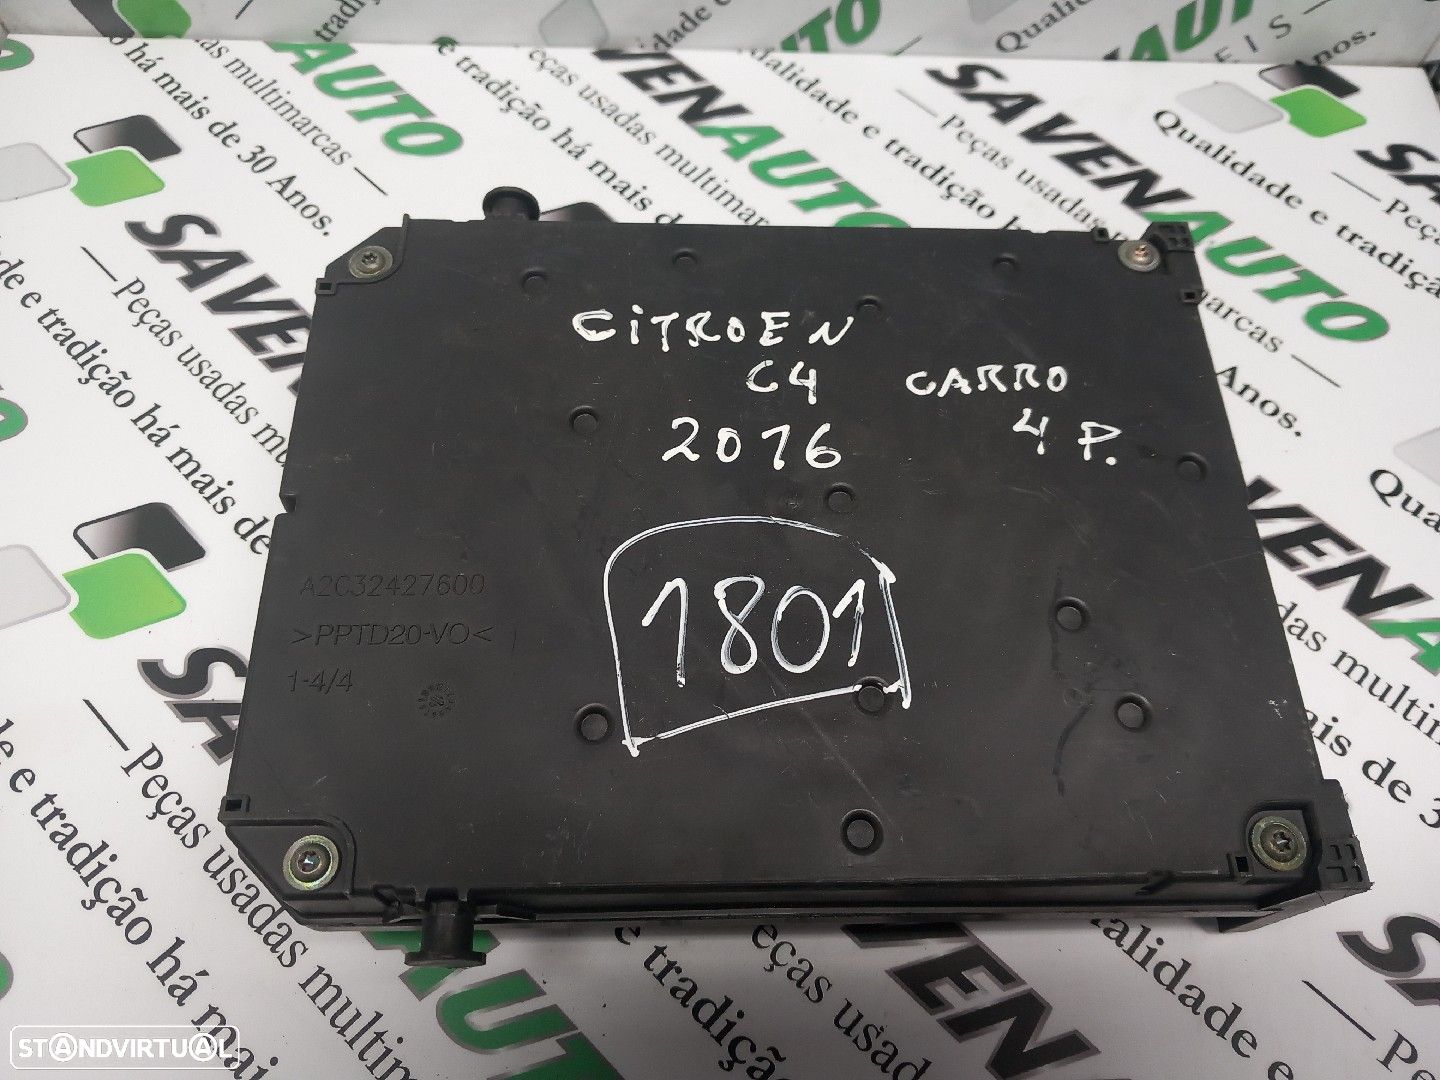 CITROEN
C4 CARRO
2016 4 P.
1801
A2C32427600
>PPTD20-VO<
1-4/4
SAVENAUTO
Peças usadas multimarcas
Qualidade e tradição há mais de 30 Anos.
STANDVIRTUAL